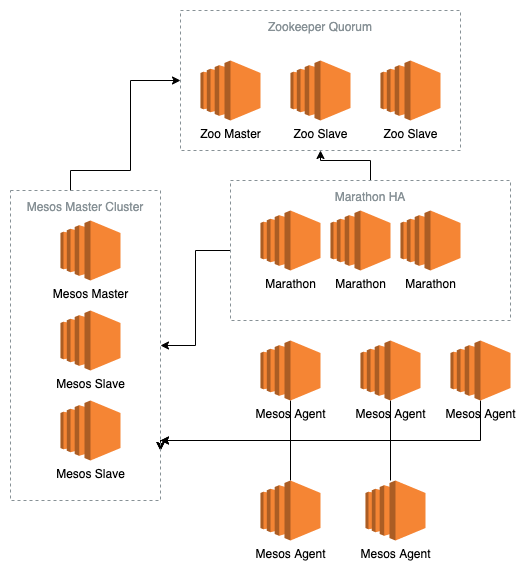 Zookeeper Quorum
Zoo Master
Zoo Slave
Zoo Slave
Mesos Master Cluster
Mesos Master
Mesos Slave
Mesos Slave
Marathon HA
Marathon
Marathon
Marathon
Mesos Agent
Mesos Agent
Mesos Agent
Mesos Agent
Mesos Agent